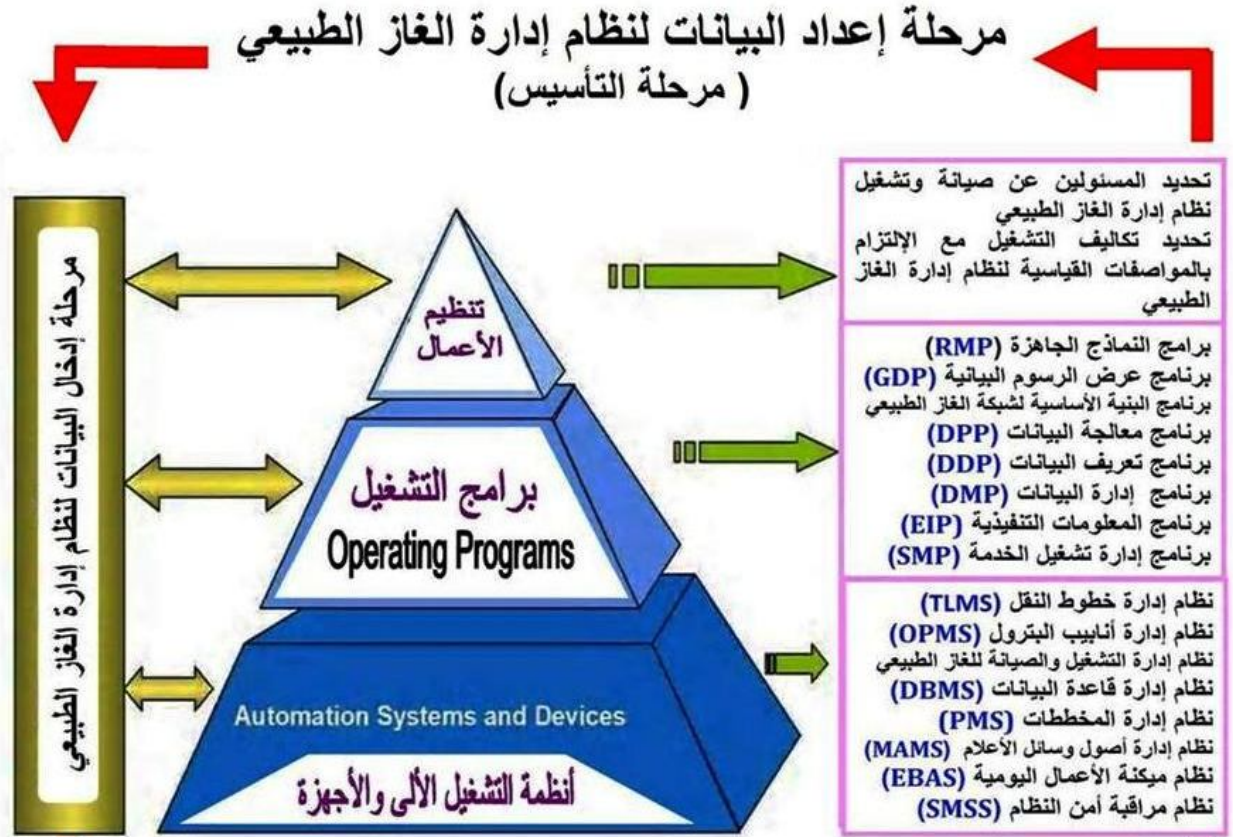 مرحلة إعداد البيانات لنظام إدارة الغاز الطبيعي
( مرحلة التأسيس)
تحديد المسئولين عن صيانة وتشغيل
نظام إدارة الغاز الطبيعي
تحديد تكاليف التشغيل مع الإلتزام
بالمواصفات القياسية لنظام إدارة الغاز
الطبيعي
برامج النماذج الجاهزة (RMP)
برنامج عرض الرسوم البيانية (GDP)
برنامج البنية الأساسية لشبكة الغاز الطبيعي
برنامج معالجة البيانات (DPP)
برنامج تعريف البيانات (DDP)
برنامج إدارة البيانات (DMP)
برنامج المعلومات التنفيذية (EIP)
برنامج إدارة تشغيل الخدمة (SMP)
نظام إدارة خطوط النقل (TLMS)
نظام إدارة أنابيب البترول (OPMS)
نظام إدارة التشغيل والصيانة للغاز الطبيعي
نظام إدارة قاعدة البيانات (DBMS)
نظام إدارة المخططات (PMS)
نظام إدارة أصول وسائل الأعلام (MAMS)
نظام ميكنة الأعمال اليومية (EBAS)
نظام مراقبة أمن النظام (SMSS)
تنظيم
الأعمال
برامج التشغيل
Operating Programs
Automation Systems and Devices
أنظمة التشغيل الألى والأجهزة
مرحلة إدخال البيانات لنظام إدارة الغاز الطبيعي